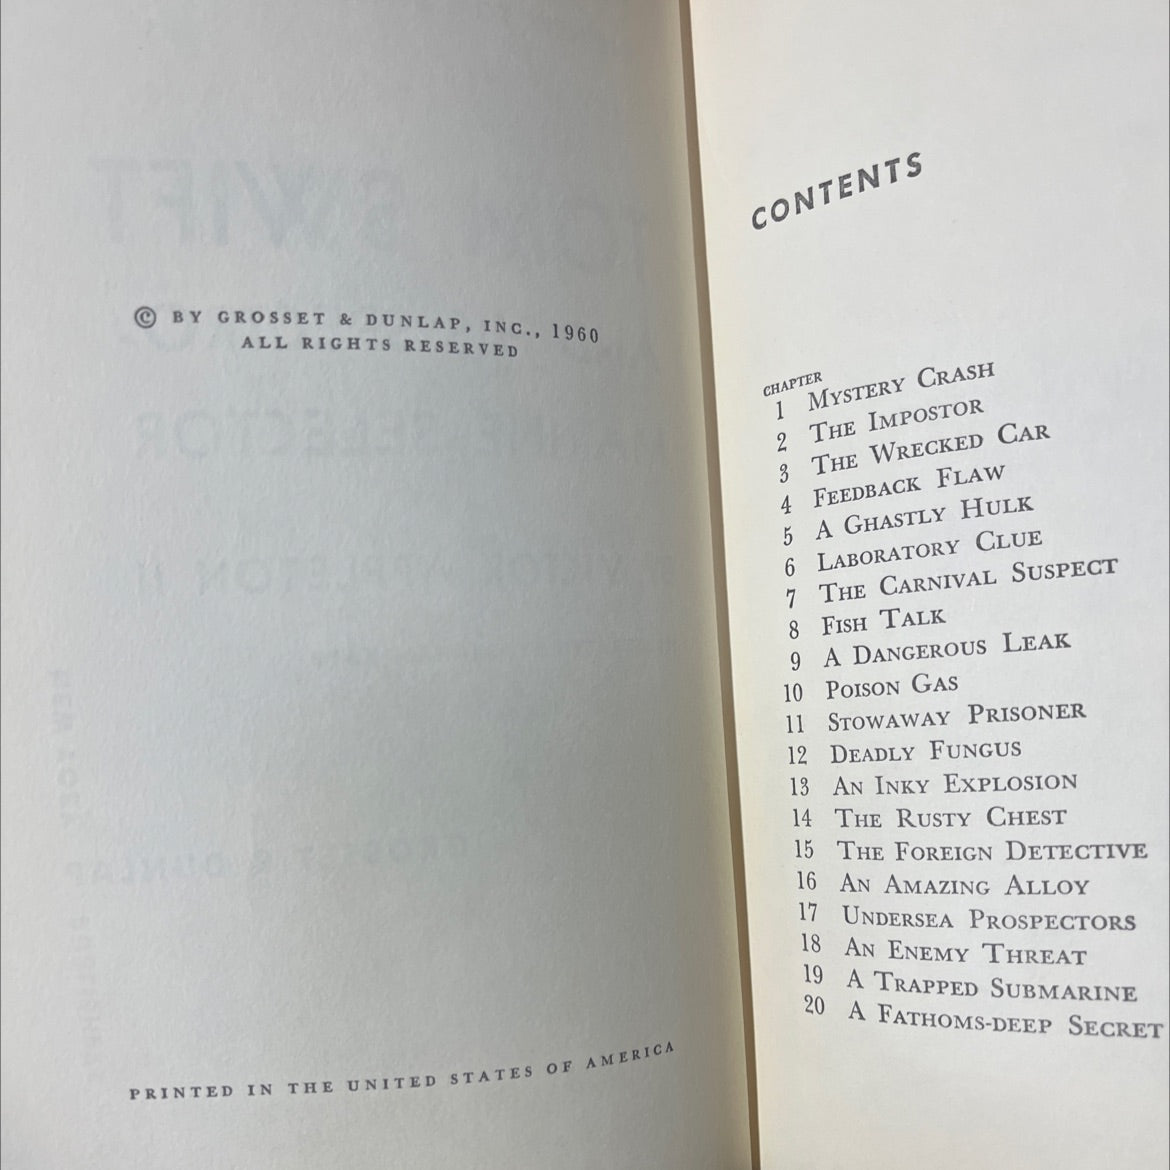 © BY GROSSET & DUNLAP, INC., 1960
ALL RIGHTS RESERVED
PRINTED IN THE UNITED STATES OF AMERICA
CONTENTS
CHAPTER
1 MYSTERY CRASH
2 THE IMPOSTOR
3 THE WRECKED CAR
4 FEEDBACK FLAW
5 A GHASTLY HULK
6 LABORATORY CLUE
7 THE CARNIVAL SUSPECT
8 FISH TALK
9 A DANGEROUS LEAK
10 POISON GAS
11 STOWAWAY PRISONER
12 DEADLY FUNGUS
13 AN INKY EXPLOSION
14 THE RUSTY CHEST
15 THE FOREIGN DETECTIVE
16 AN AMAZING ALLOY
17 UNDERSEA PROSPECTORS
18 AN ENEMY THREAT
19 A TRAPPED SUBMARINE
20 A FATHOMS-DEEP SECRET